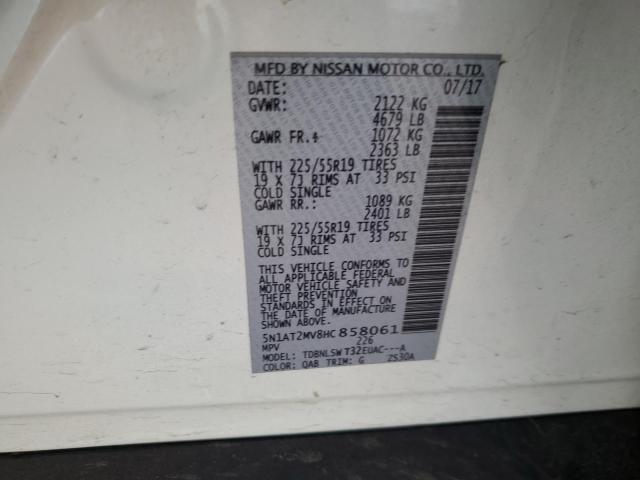 MFD BY NISSAN MOTOR CO., LTD.
DATE: 07/17
GVWR: 2122 KG
4679 LB
GAWR FR.: 1072 KG
2363 LB
WITH 225/55R19 TIRES
19 X 7J RIMS AT 33 PSI
COLD SINGLE
GAWR RR.: 1089 KG
2401 LB
WITH 225/55R19 TIRES
19 X 7J RIMS AT 33 PSI
COLD SINGLE
THIS VEHICLE CONFORMS TO
ALL APPLICABLE FEDERAL
MOTOR VEHICLE SAFETY AND
THEFT PREVENTION
STANDARDS IN EFFECT ON
THE DATE OF MANUFACTURE
SHOWN ABOVE.
5N1AT2MV8HC858061
MPV 226
MODEL: TDBNLSWT32EUAC---A
COLOR: QAB TRIM: G ZS30A